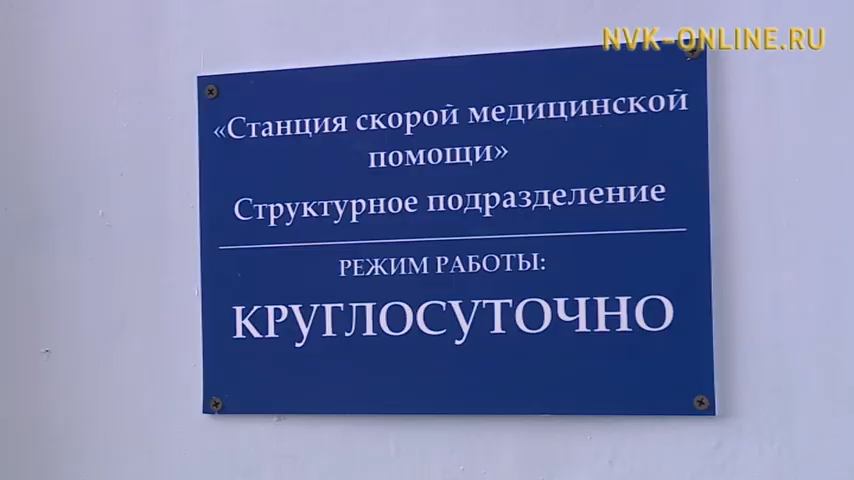 NVK-ONLINE.RU
«Станция скорой медицинской
помощи»
Структурное подразделение
РЕЖИМ РАБОТЫ:
КРУГЛОСУТОЧНО